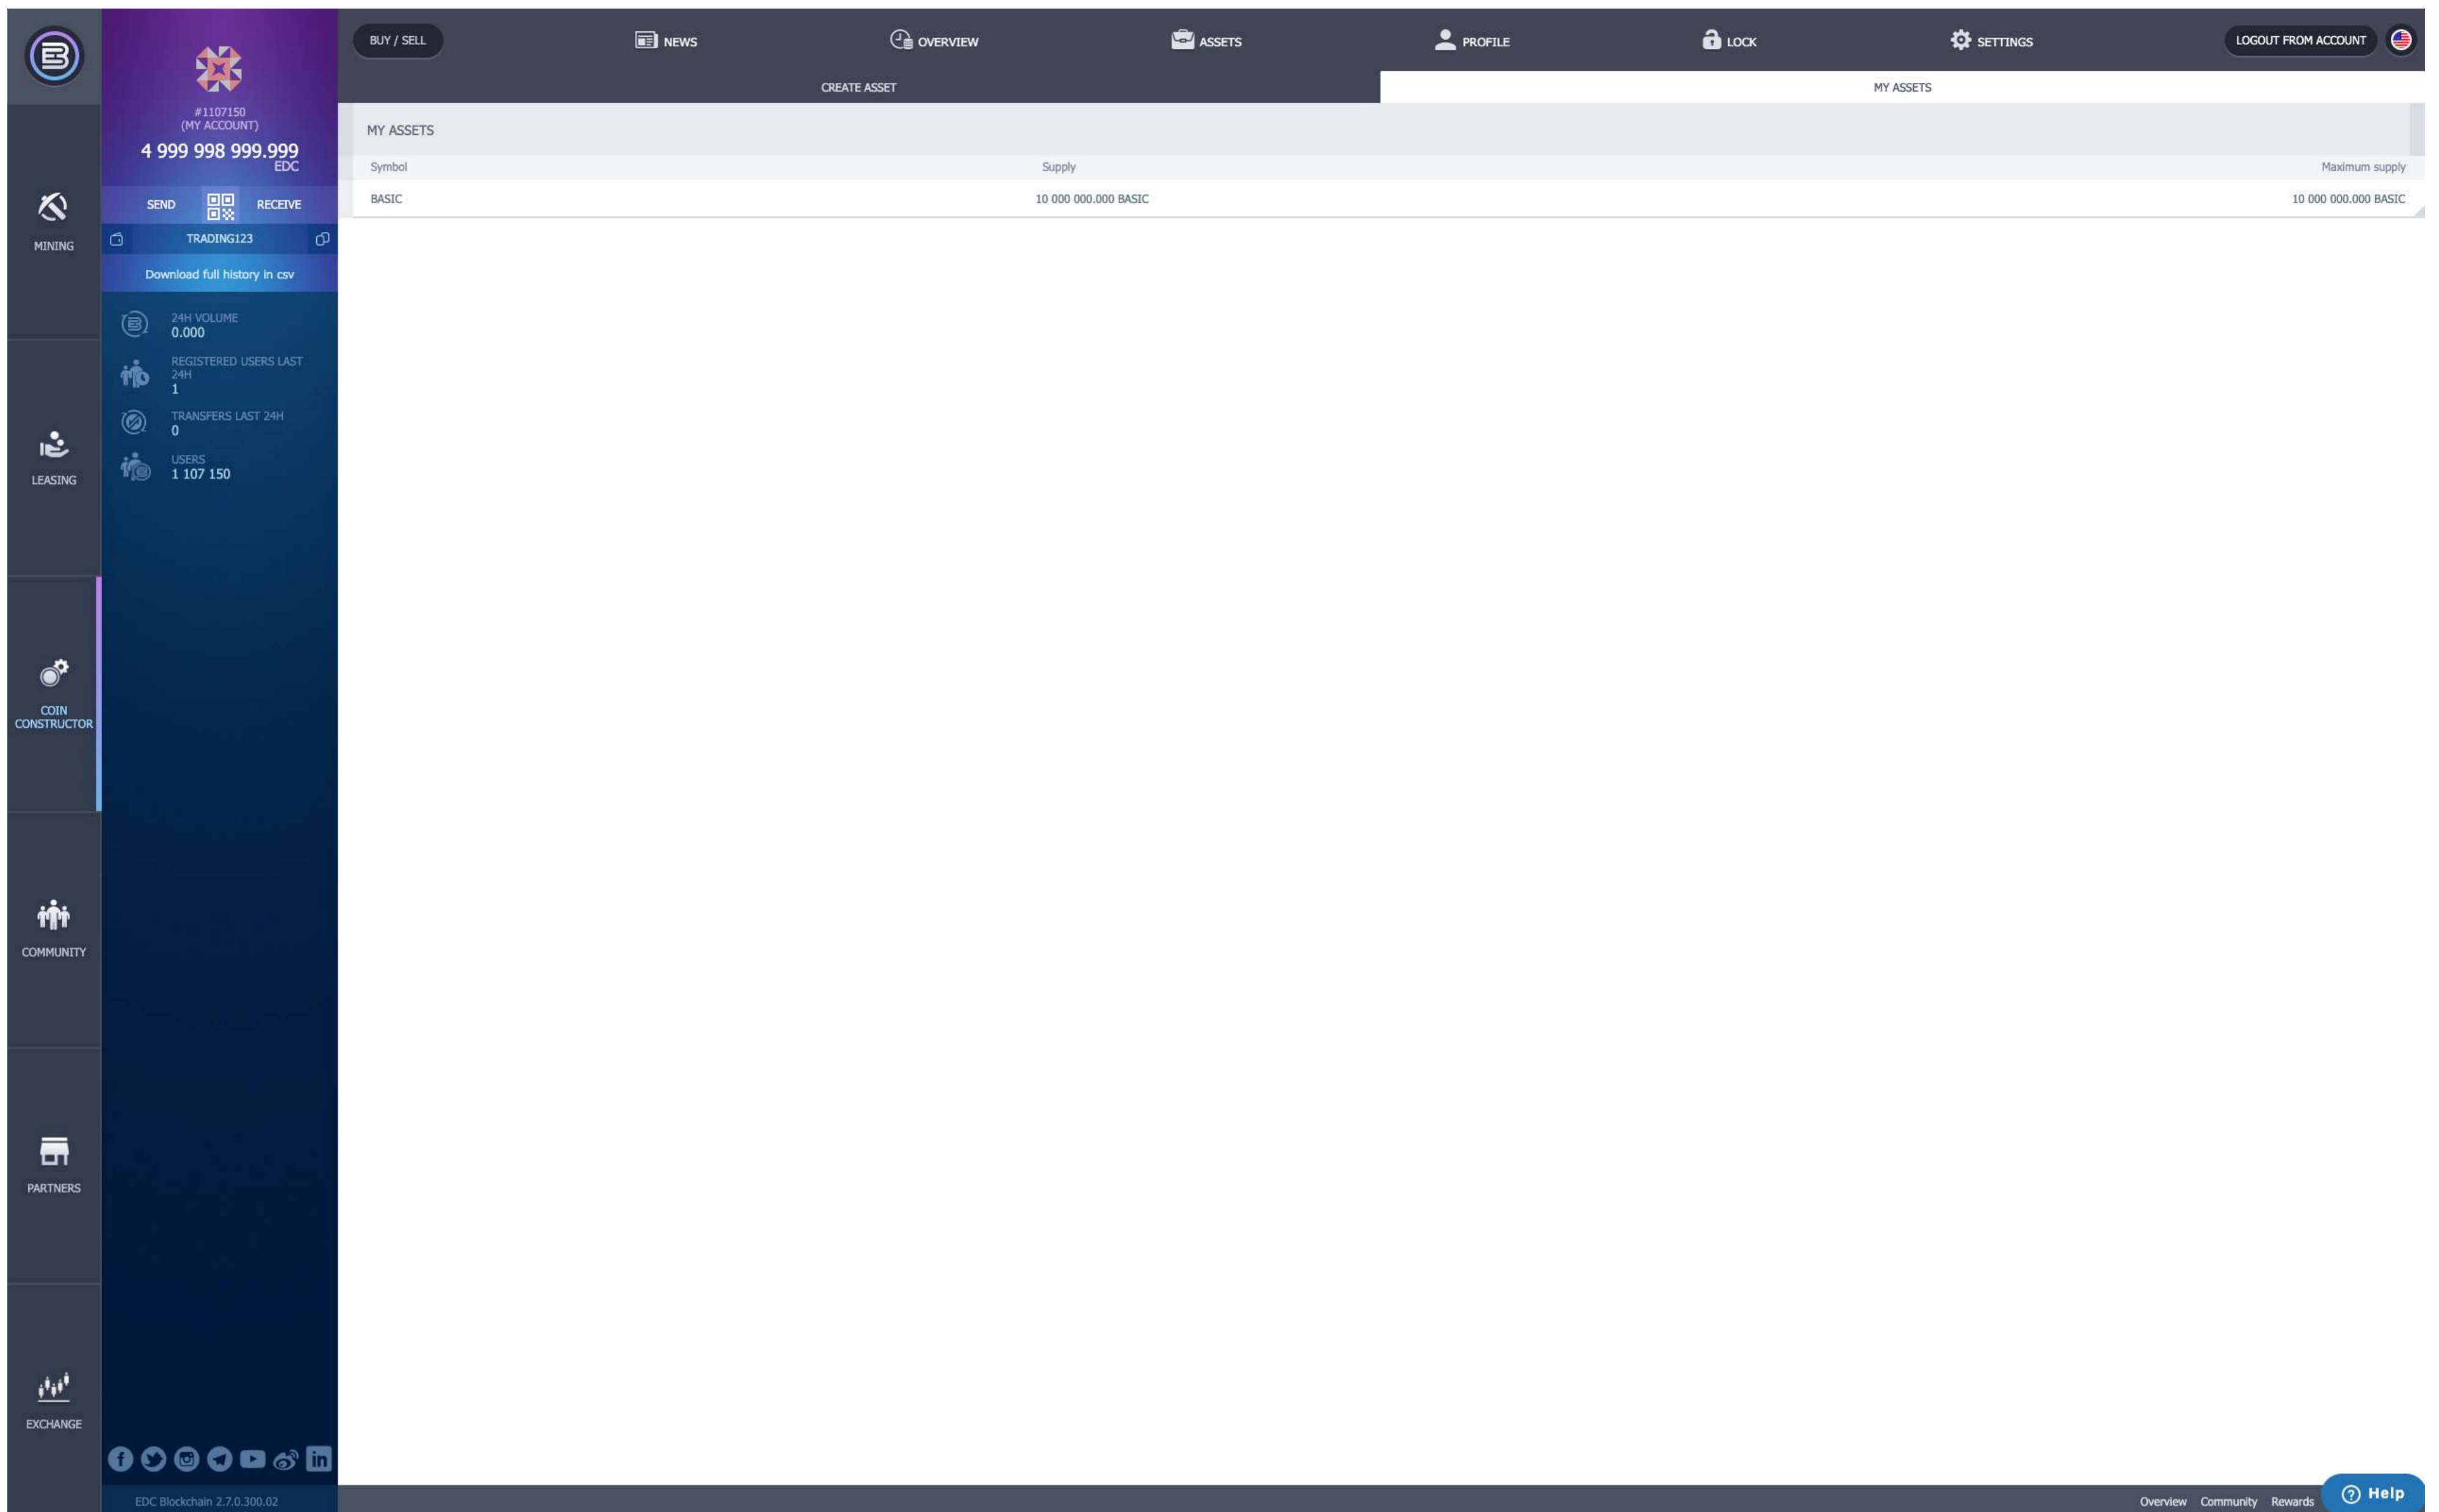 MINING
LEASING
COIN
CONSTRUCTOR
COMMUNITY
PARTNERS
EXCHANGE
#1107150
(MY ACCOUNT)
4 999 998 999.999
EDC
SEND
RECEIVE
TRADING123
Download full history in csv
24H VOLUME
0.000
REGISTERED USERS LAST
24H
1
TRANSFERS LAST 24H
0
USERS
1 107 150
EDC Blockchain 2.7.0.300.02
BUY / SELL
NEWS
OVERVIEW
ASSETS
PROFILE
LOCK
SETTINGS
LOGOUT FROM ACCOUNT
CREATE ASSET
MY ASSETS
MY ASSETS
Symbol Supply Maximum supply
BASIC 10 000 000.000 BASIC 10 000 000.000 BASIC
Overview Community Rewards
Help